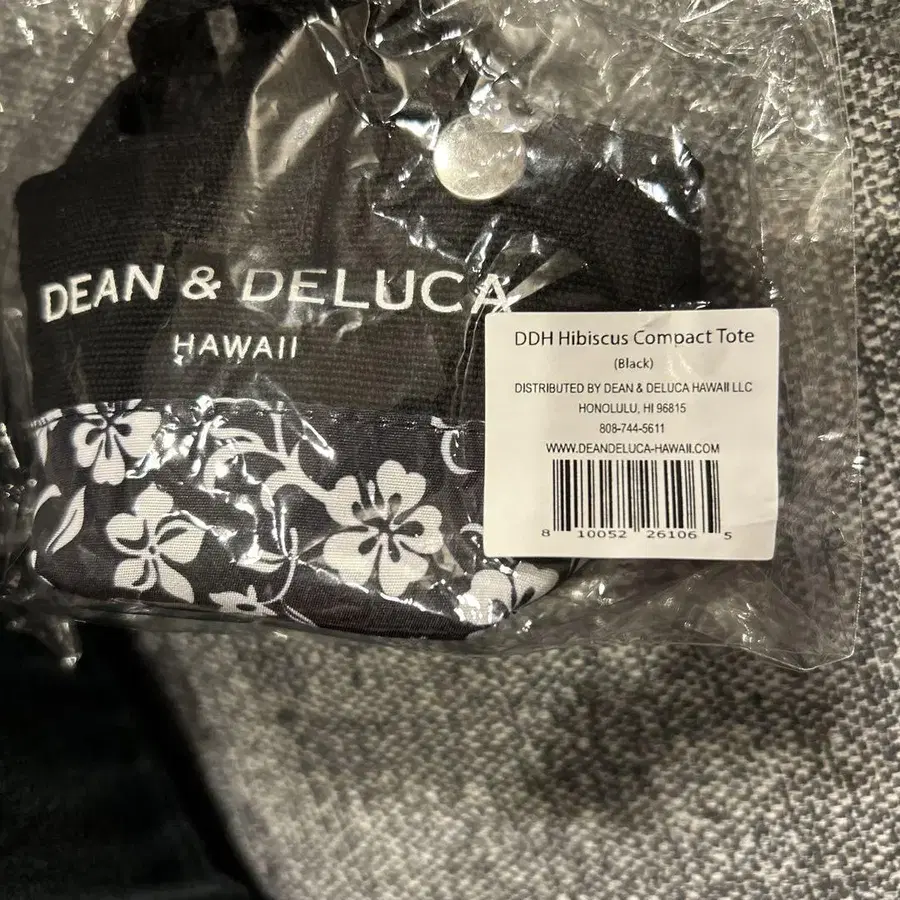 DEAN & DELUCA
HAWAII
DDH Hibiscus Compact Tote
(Black)
DISTRIBUTED BY DEAN & DELUCA HAWAII LLC
HONOLULU, HI 96815
808-744-5611
WWW.DEANDELUCA-HAWAII.COM
8 10052 26106 5